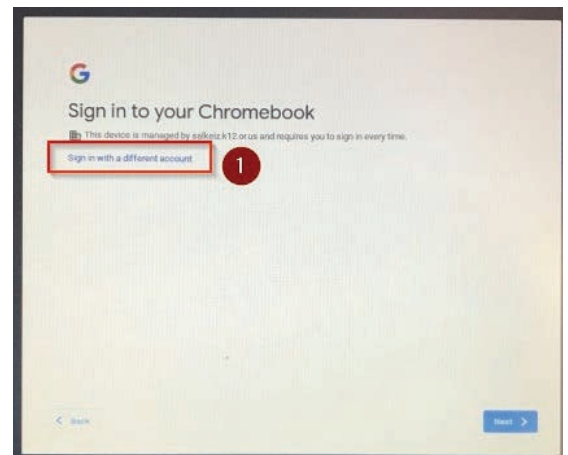 G
Sign in to your Chromebook
This device is managed by salkeiz.k12.or.us and requires you to sign in every time.
Sign in with a different account
1
Back
Next